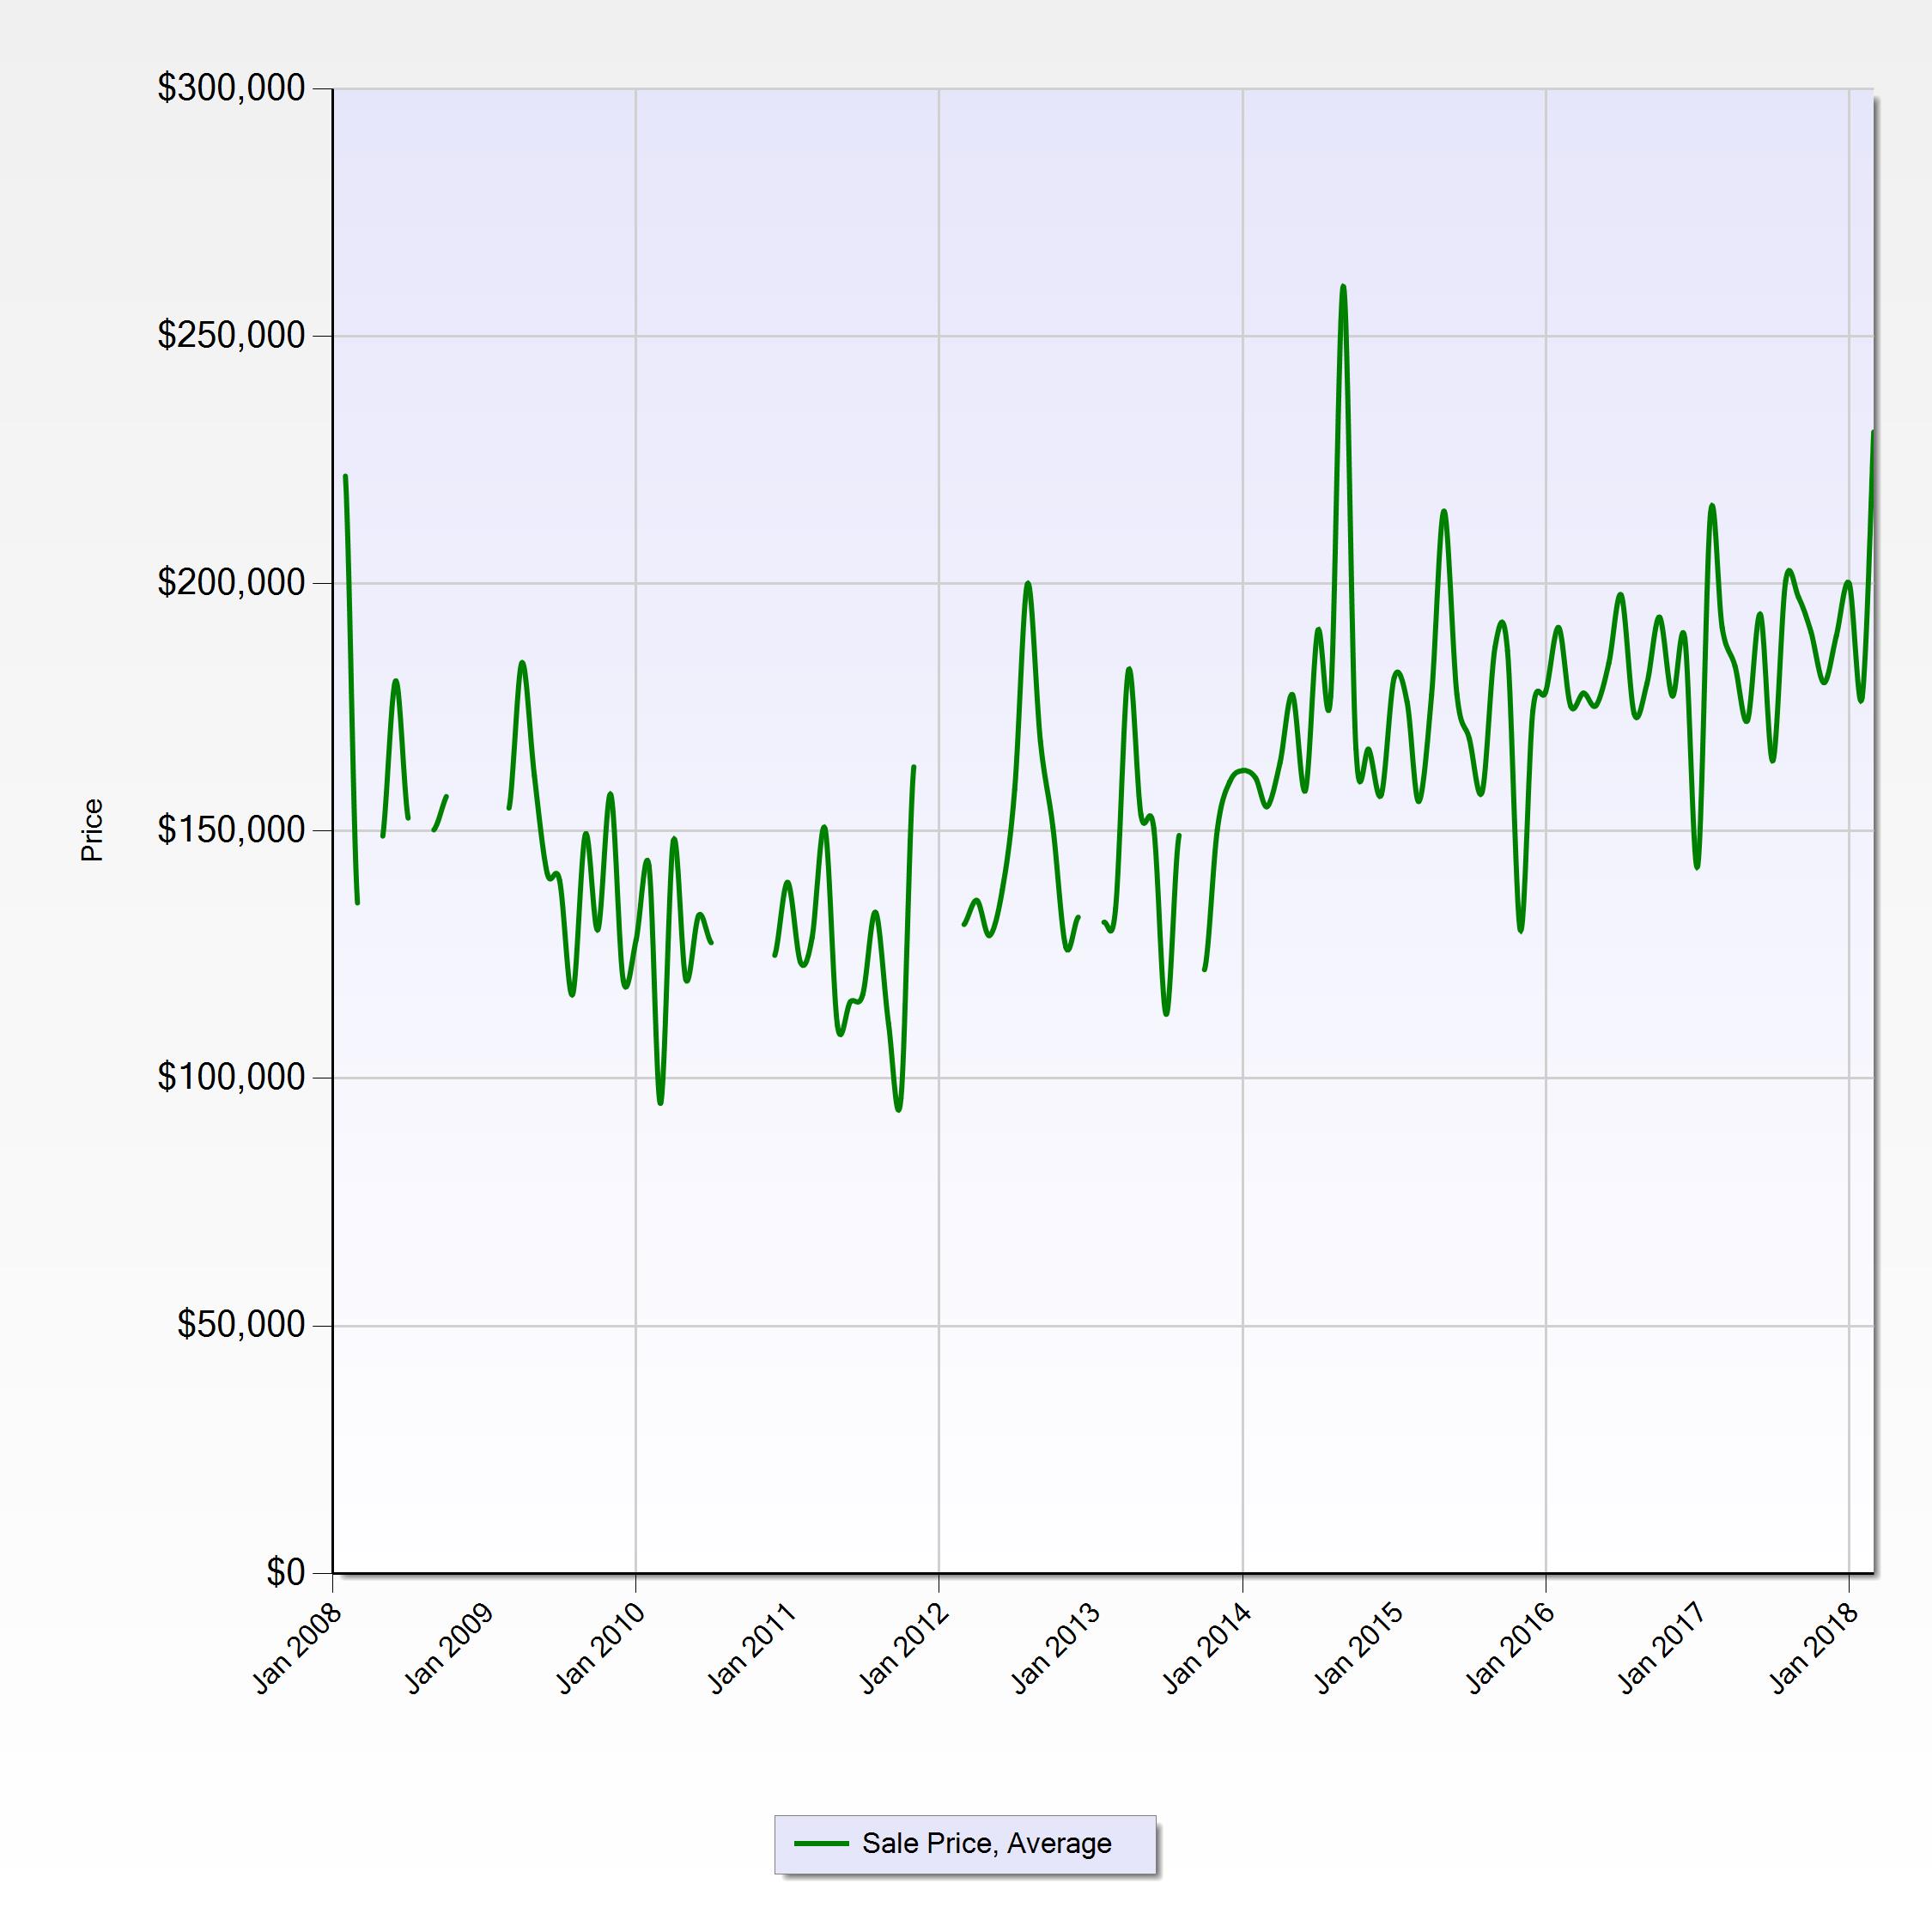 $300,000
$250,000
$200,000
$150,000
$100,000
$50,000
$0
Price
Jan 2008
Jan 2009
Jan 2010
Jan 2011
Jan 2012
Jan 2013
Jan 2014
Jan 2015
Jan 2016
Jan 2017
Jan 2018
Sale Price, Average